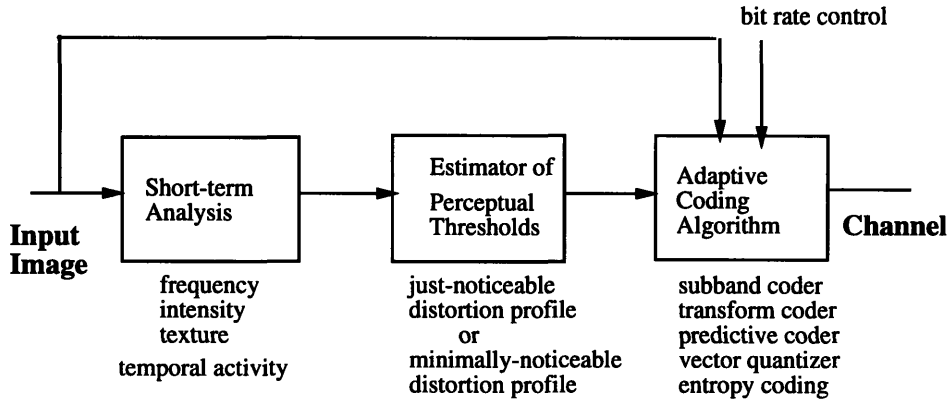 bit rate control
Input
Image
Short-term
Analysis
frequency
intensity
texture
temporal activity
Estimator of
Perceptual
Thresholds
just-noticeable
distortion profile
or
minimally-noticeable
distortion profile
Adaptive
Coding
Algorithm
subband coder
transform coder
predictive coder
vector quantizer
entropy coding
Channel